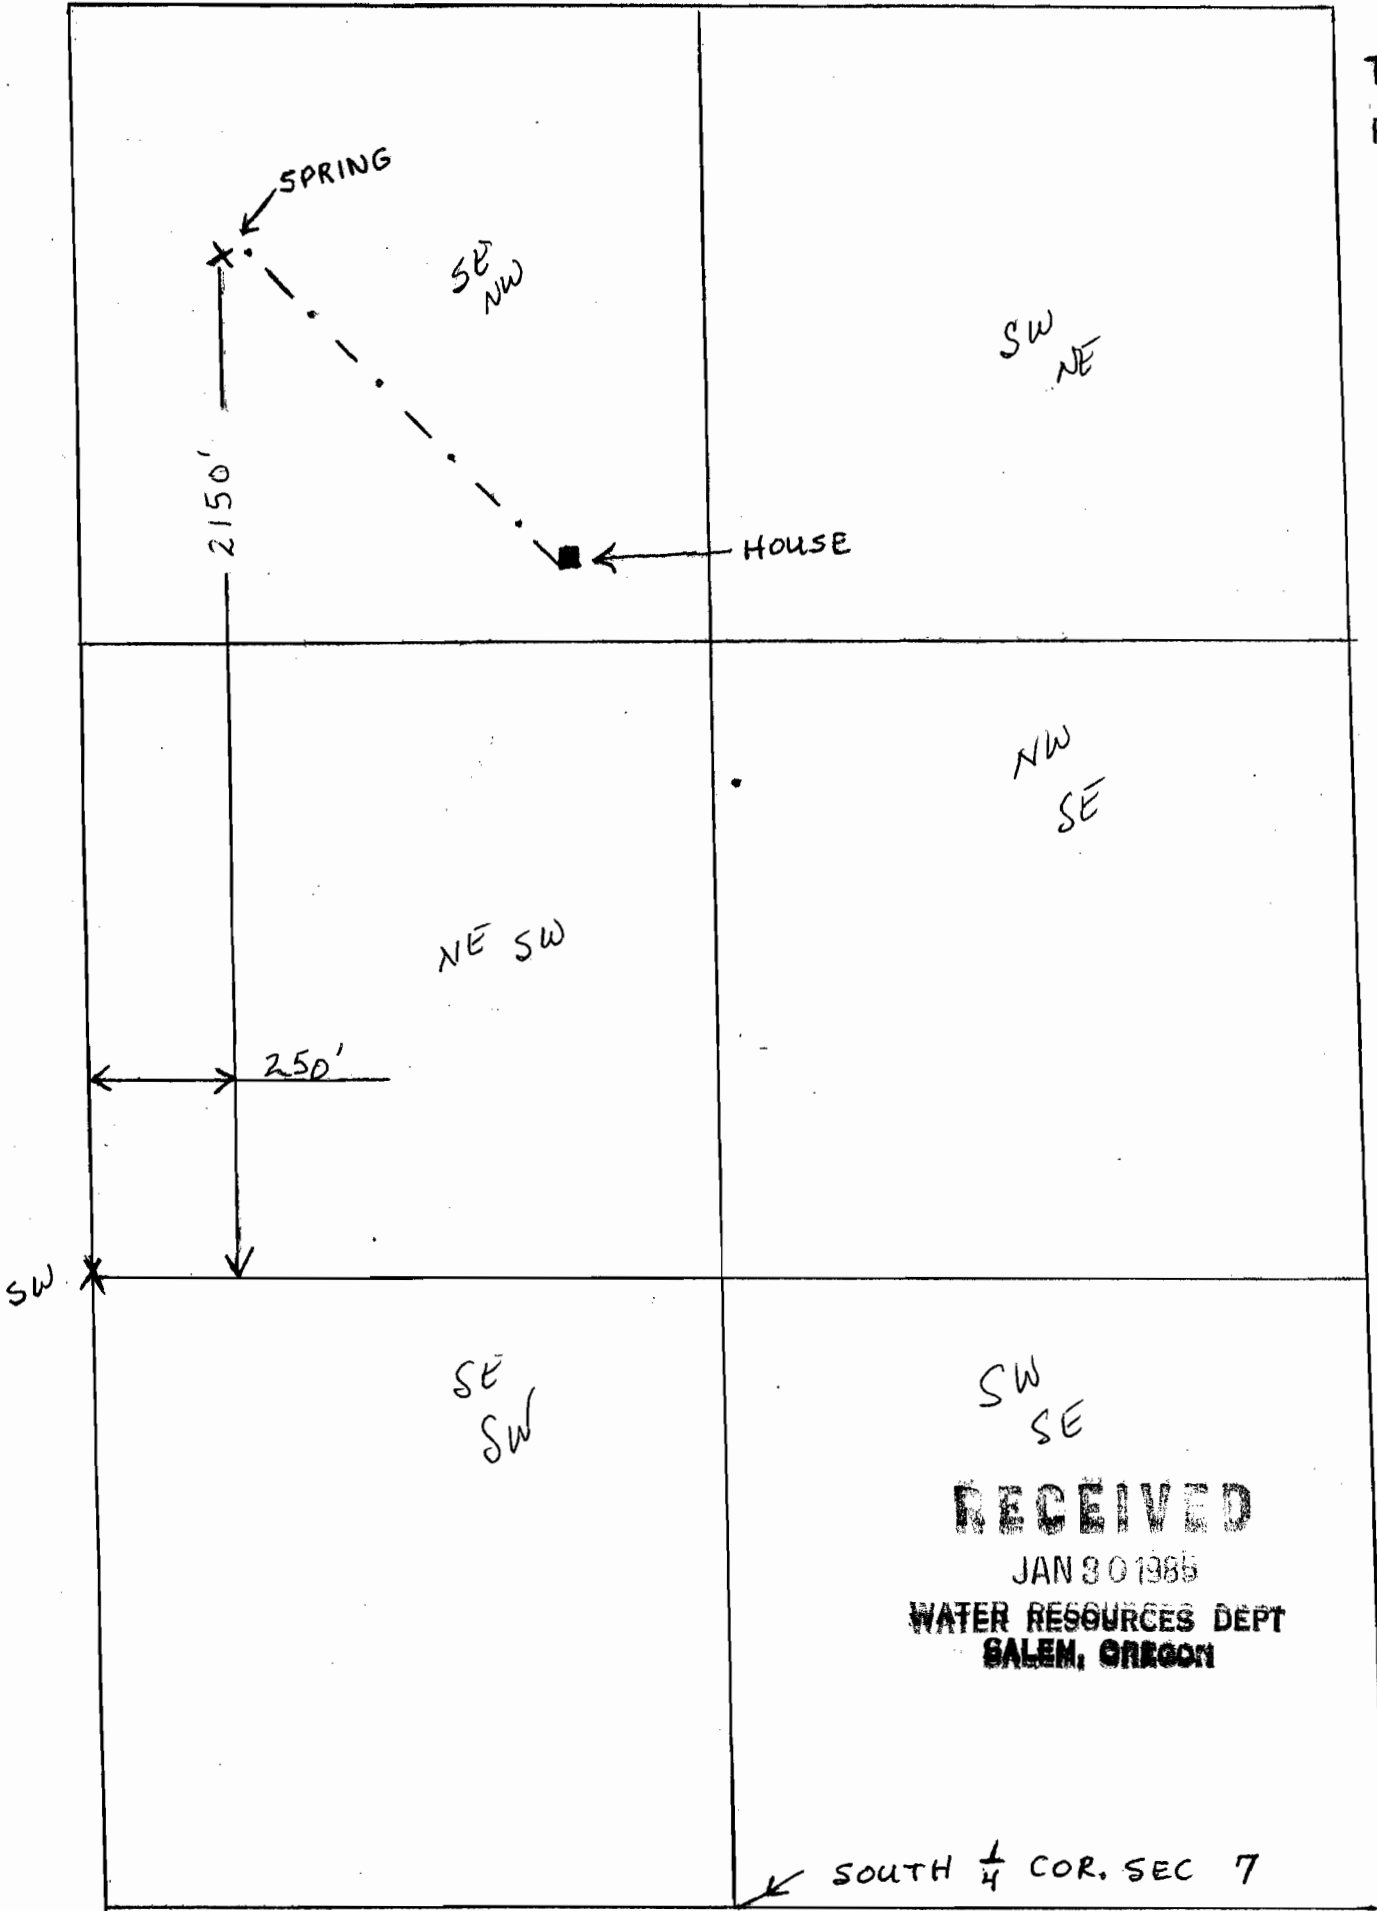 SPRING
SE
NW
SW
NE
2150'
HOUSE
NW
SE
NE SW
250'
SW
SE
SW
SW
SE
RECEIVED
JAN 30 1985
WATER RESOURCES DEPT
SALEM, OREGON
SOUTH 1/4 COR. SEC 7